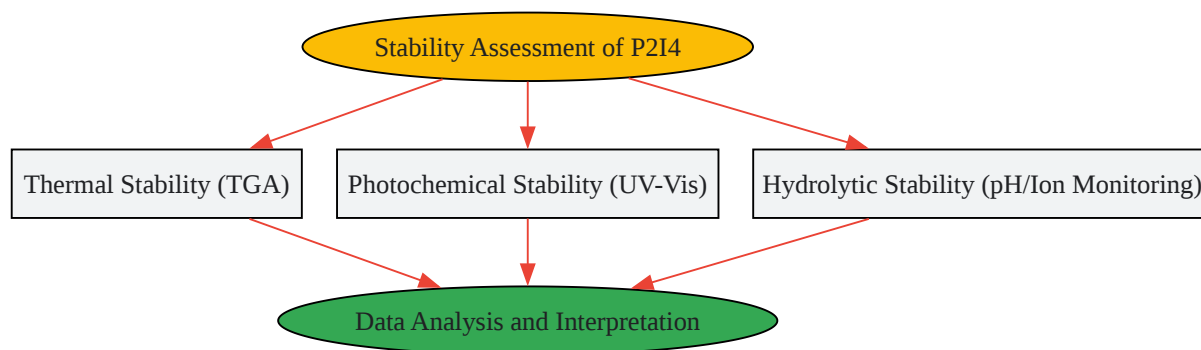 Stability Assessment of P2I4
Thermal Stability (TGA)
Photochemical Stability (UV-Vis)
Hydrolytic Stability (pH/Ion Monitoring)
Data Analysis and Interpretation